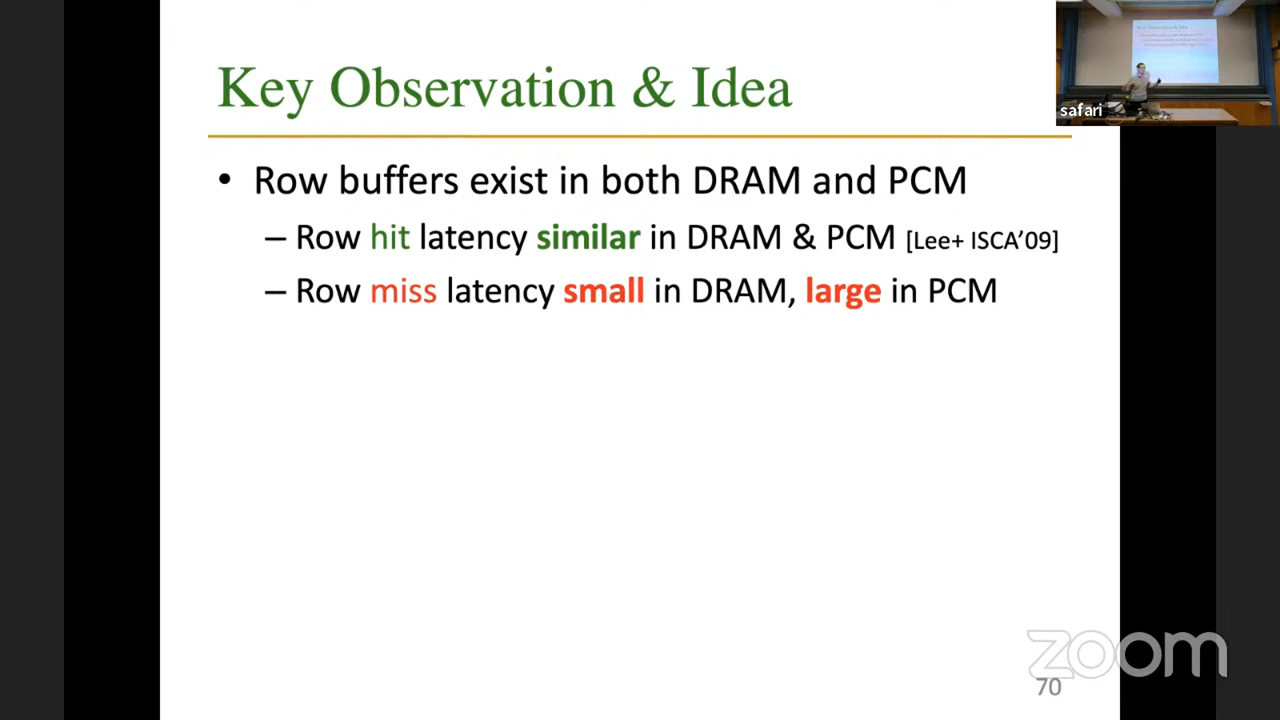 Key Observation & Idea
safari
• Row buffers exist in both DRAM and PCM
– Row hit latency similar in DRAM & PCM [Lee+ ISCA’09]
– Row miss latency small in DRAM, large in PCM
zoom
70